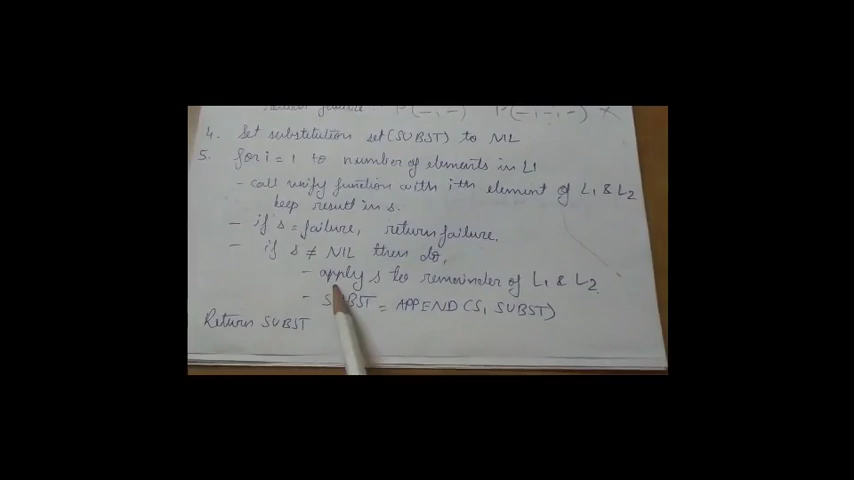 return failure. P(-,-) P(-,-,-) X
4. Set substitution set (SUBST) to NIL
5. for i = 1 to number of elements in L1
- call unify function with ith element of L1 & L2
keep result in s.
- if s = failure, return failure.
- if s ≠ NIL then do,
- apply s to remainder of L1 & L2
- SUBST = APPEND (S, SUBST)
Return SUBST